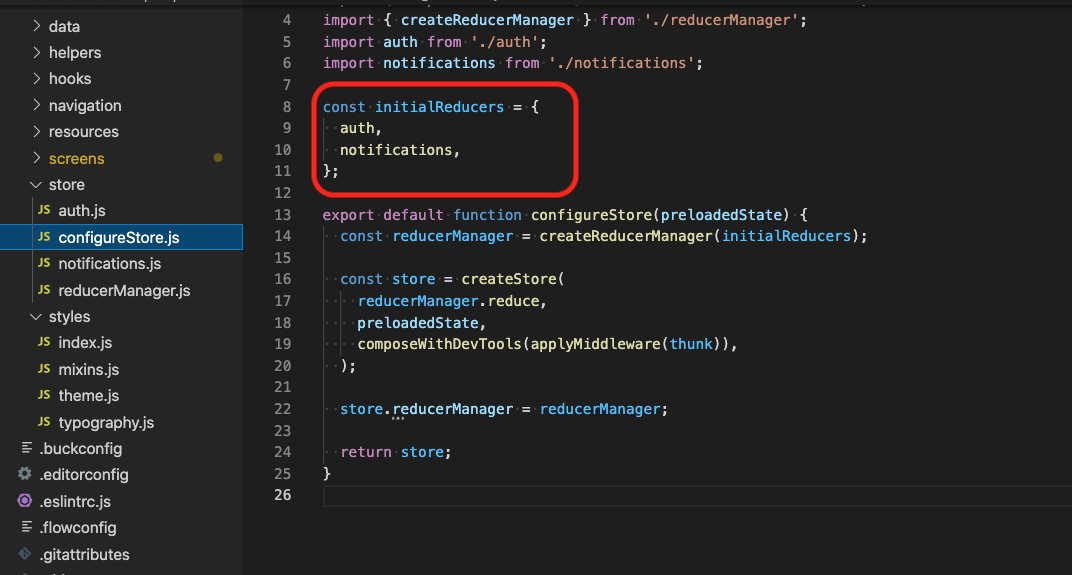 data
helpers
hooks
navigation
resources
screens
store
JS auth.js
JS configureStore.js
JS notifications.js
JS reducerManager.js
styles
JS index.js
JS mixins.js
JS theme.js
JS typography.js
.buckconfig
.editorconfig
.eslintrc.js
.flowconfig
.gitattributes
4 import { createReducerManager } from './reducerManager';
5 import auth from './auth';
6 import notifications from './notifications';
7
8 const initialReducers = {
9   auth,
10   notifications,
11 };
12
13 export default function configureStore(preloadedState) {
14   const reducerManager = createReducerManager(initialReducers);
15
16   const store = createStore(
17     reducerManager.reduce,
18     preloadedState,
19     composeWithDevTools(applyMiddleware(thunk)),
20   );
21
22   store.reducerManager = reducerManager;
23
24   return store;
25 }
26